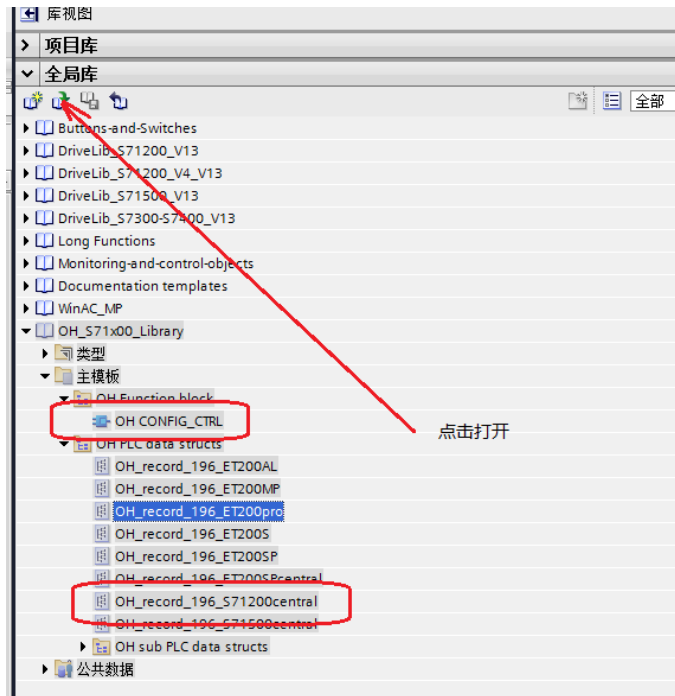 库视图
项目库
全局库
全部
Buttons-and-Switches
DriveLib_S71200_V13
DriveLib_S71200_V4_V13
DriveLib_S71500_V13
DriveLib_S7300-S7400_V13
Long Functions
Monitoring-and-control-objects
Documentation templates
WinAC_MP
OH_S71x00_Library
类型
主模板
OH Function block
OH CONFIG_CTRL
点击打开
OH PLC data structs
OH_record_196_ET200AL
OH_record_196_ET200MP
OH_record_196_ET200pro
OH_record_196_ET200S
OH_record_196_ET200SP
OH_record_196_ET200SPcentral
OH_record_196_S71200central
OH_record_196_S71500central
OH sub PLC data structs
公共数据